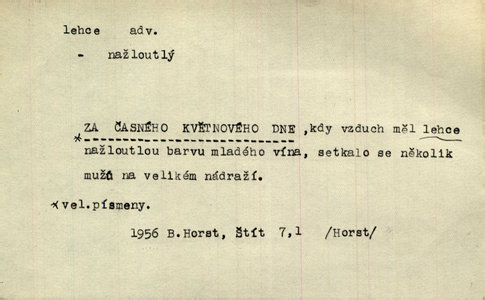 lehce adv.
- nažloutlý
*ZA ČASNÉHO KVĚTNOVÉHO DNE ,kdy vzduch měl lehce
nažloutlou barvu mladého vína, setkalo se několik
mužů na velikém nádraží.
*vel.písmeny.
1956 B.Horst, Štít 7,1 /Horst/